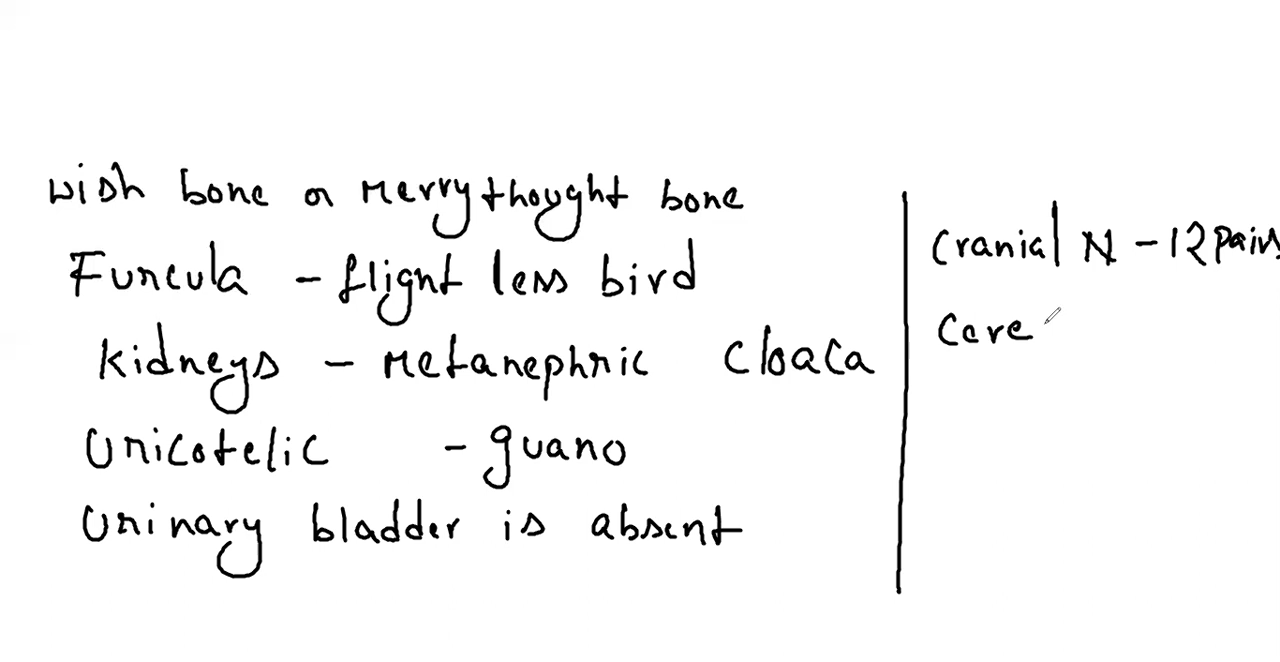 wish bone or merrythought bone
Furcula - flight less bird
kidneys - metanephric cloaca
Uricotelic - guano
Urinary bladder is absent
Cranial N - 12 pairs
Cere